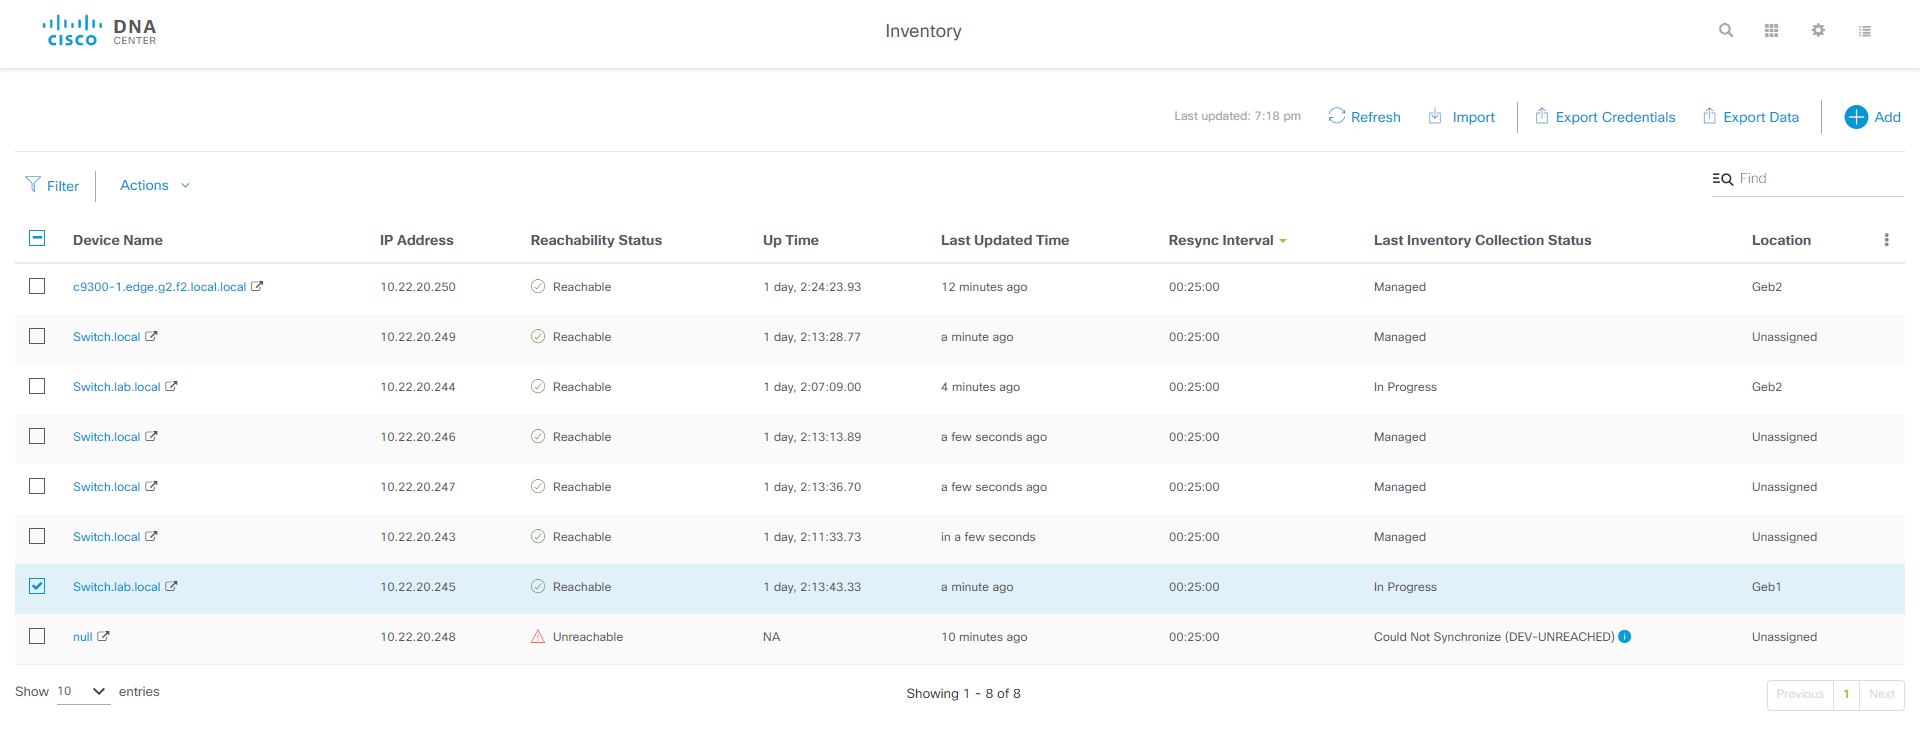 CISCO DNA CENTER
Inventory
Last updated: 7:18 pm Refresh Import Export Credentials Export Data Add
Filter Actions Find
Device Name IP Address Reachability Status Up Time Last Updated Time Resync Interval Last Inventory Collection Status Location
c9300-1.edge.g2.f2.local.local 10.22.20.250 Reachable 1 day, 2:24:23.93 12 minutes ago 00:25:00 Managed Geb2
Switch.local 10.22.20.249 Reachable 1 day, 2:13:28.77 a minute ago 00:25:00 Managed Unassigned
Switch.lab.local 10.22.20.244 Reachable 1 day, 2:07:09.00 4 minutes ago 00:25:00 In Progress Geb2
Switch.local 10.22.20.246 Reachable 1 day, 2:13:13.89 a few seconds ago 00:25:00 Managed Unassigned
Switch.local 10.22.20.247 Reachable 1 day, 2:13:36.70 a few seconds ago 00:25:00 Managed Unassigned
Switch.local 10.22.20.243 Reachable 1 day, 2:11:33.73 in a few seconds 00:25:00 Managed Unassigned
Switch.lab.local 10.22.20.245 Reachable 1 day, 2:13:43.33 a minute ago 00:25:00 In Progress Geb1
null 10.22.20.248 Unreachable NA 10 minutes ago 00:25:00 Could Not Synchronize (DEV-UNREACHED) Unassigned
Show 10 entries Showing 1 - 8 of 8 Previous 1 Next